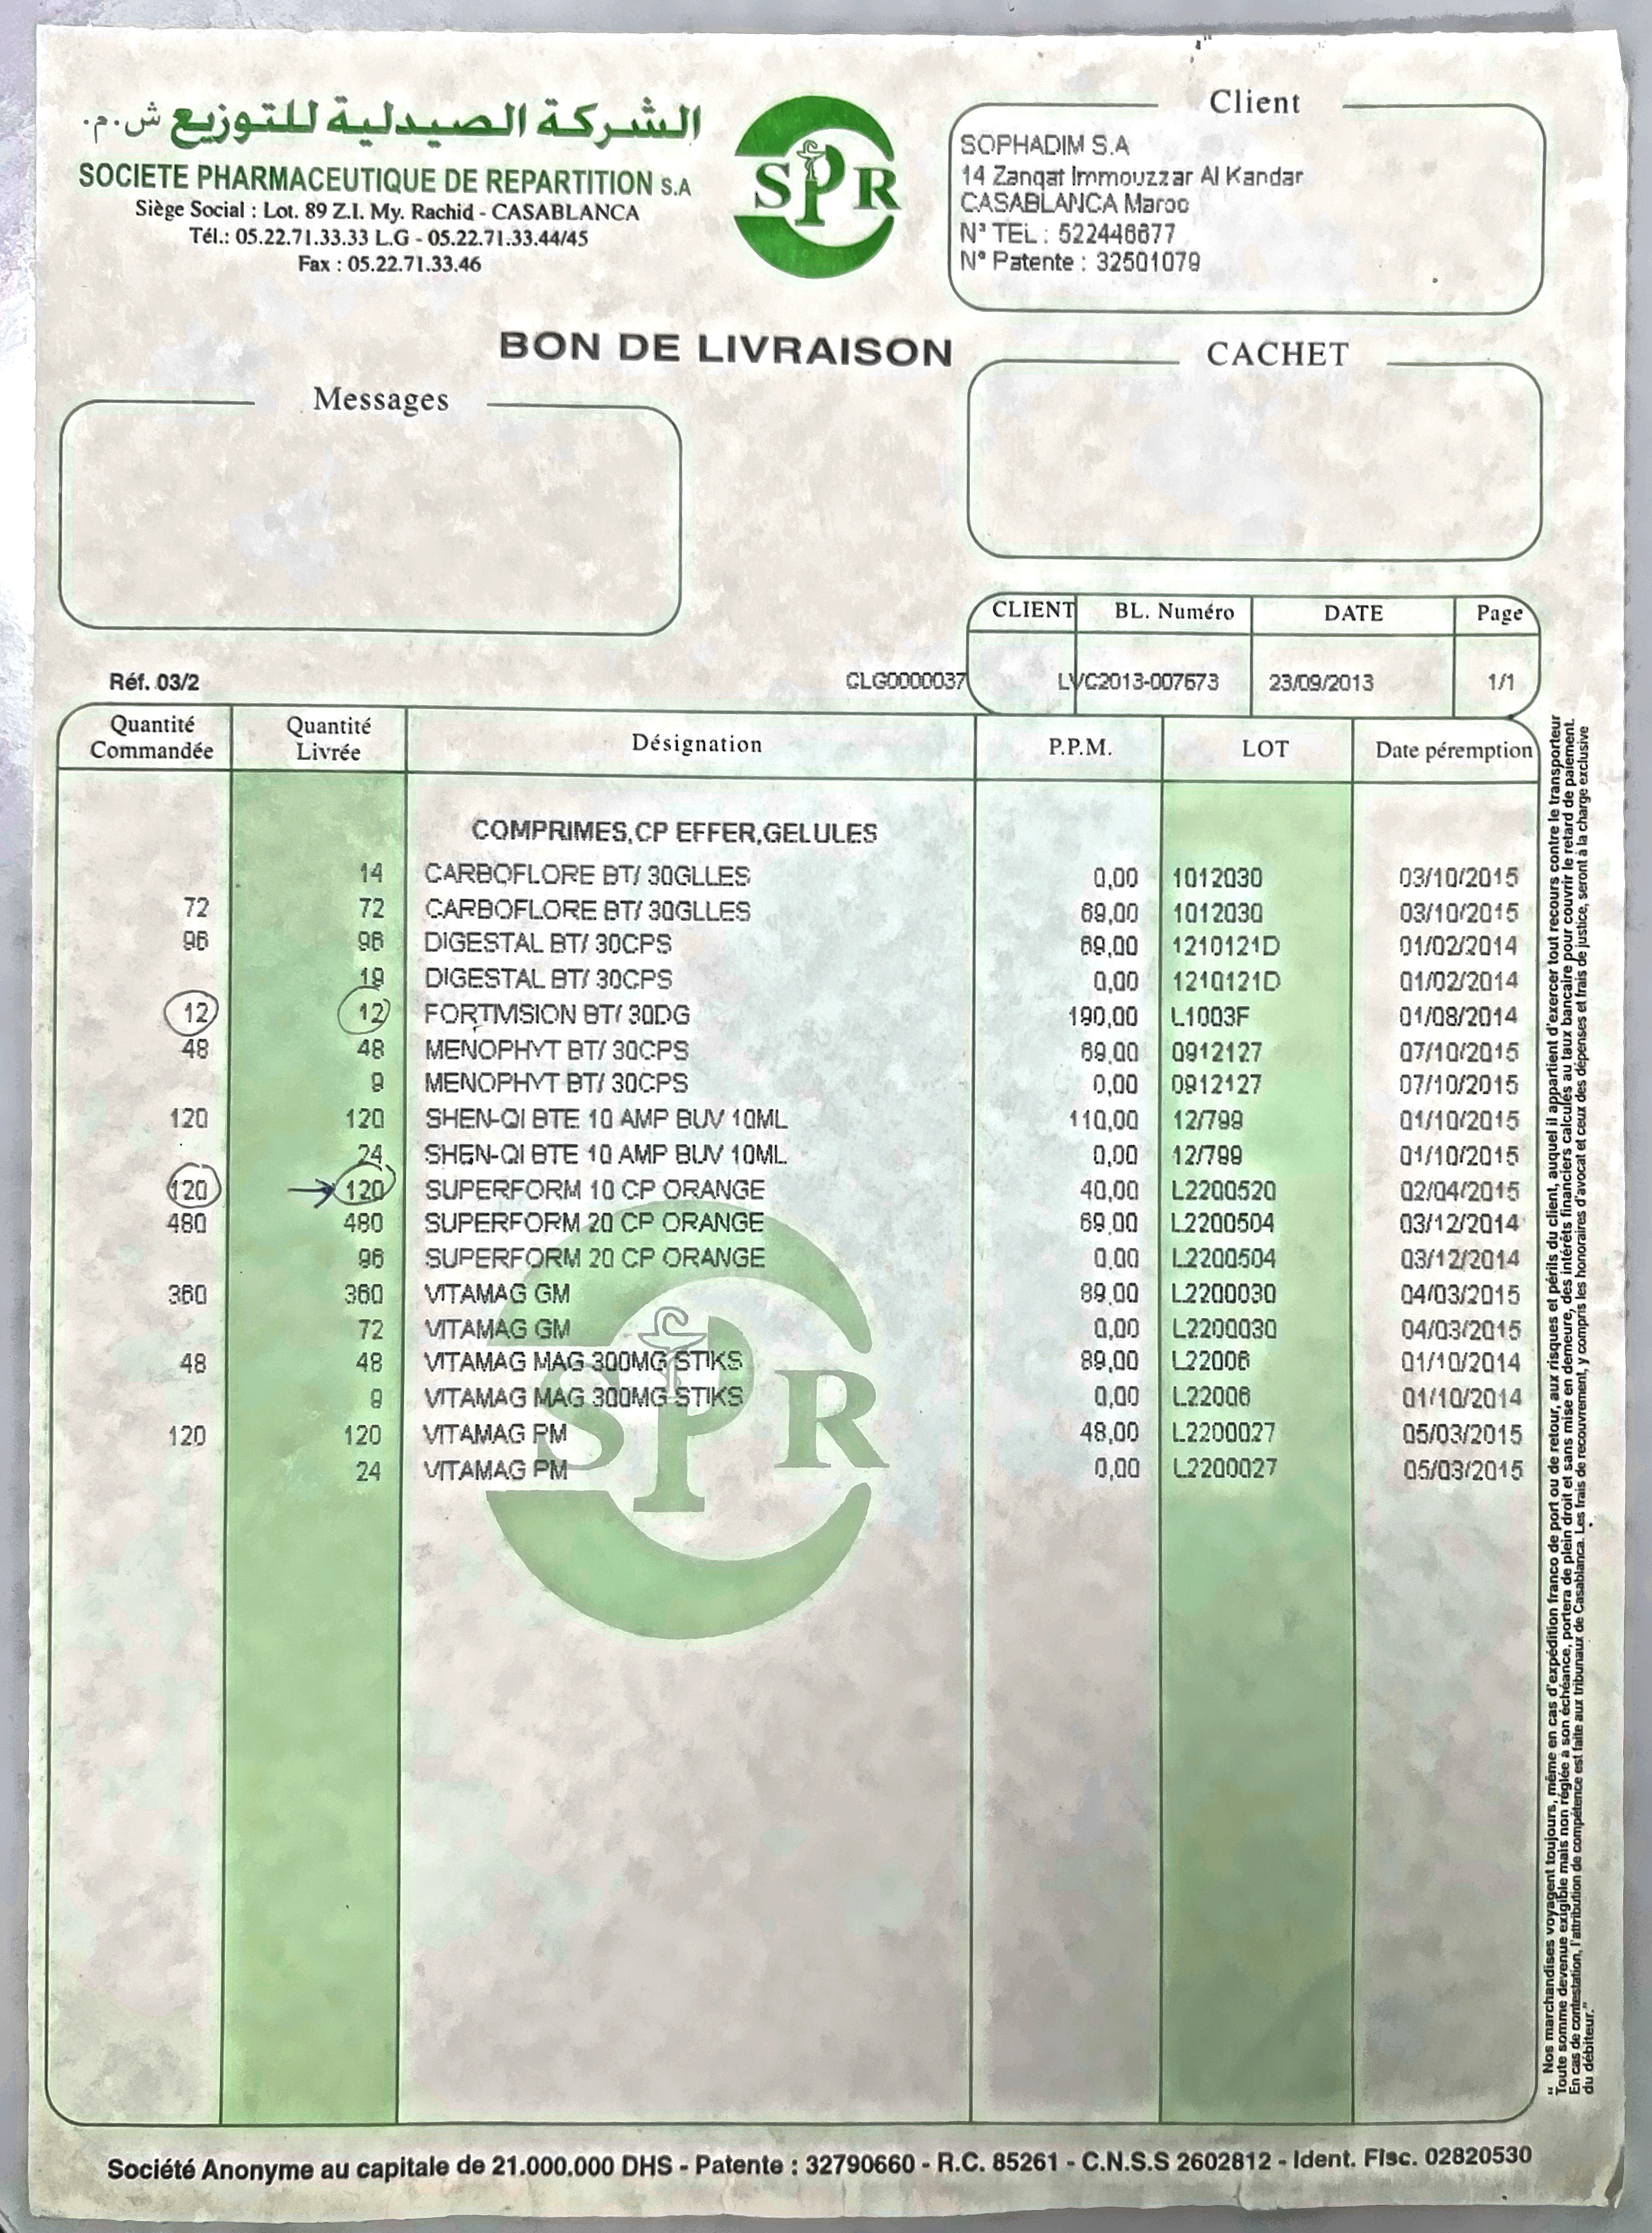 الشركة الصيدلية للتوزيع ش.م.
SOCIETE PHARMACEUTIQUE DE REPARTITION S.A
Siège Social : Lot. 89 Z.I. My. Rachid - CASABLANCA
Tél.: 05.22.71.33.33 L.G - 05.22.71.33.44/45
Fax : 05.22.71.33.46
SPR
Client
SOPHADIM S.A
14 Zanqat Immouzzar Al Kandar
CASABLANCA Maroc
N° TEL : 522446677
N° Patente : 32501079
BON DE LIVRAISON
CACHET
Messages
CLIENT BL. Numéro DATE Page
Réf. 03/2 CLG0000037 LVC2013-007673 23/09/2013 1/1
Quantité Commandée Quantité Livrée Désignation P.P.M. LOT Date péremption
COMPRIMES,CP EFFER,GELULES
14 CARBOFLORE BT/ 30GLLES 0,00 1012030 03/10/2015
72 72 CARBOFLORE BT/ 30GLLES 69,00 1012030 03/10/2015
96 96 DIGESTAL BT/ 30CPS 69,00 1210121D 01/02/2014
19 DIGESTAL BT/ 30CPS 0,00 1210121D 01/02/2014
12 12 FORTIVISION BT/ 30DG 190,00 L1003F 01/08/2014
48 48 MENOPHYT BT/ 30CPS 69,00 0912127 07/10/2015
9 MENOPHYT BT/ 30CPS 0,00 0912127 07/10/2015
120 120 SHEN-QI BTE 10 AMP BUV 10ML 110,00 12/799 01/10/2015
24 SHEN-QI BTE 10 AMP BUV 10ML 0,00 12/799 01/10/2015
120 → 120 SUPERFORM 10 CP ORANGE 40,00 L2200520 02/04/2015
480 480 SUPERFORM 20 CP ORANGE 69,00 L2200504 03/12/2014
96 SUPERFORM 20 CP ORANGE 0,00 L2200504 03/12/2014
360 360 VITAMAG GM 89,00 L2200030 04/03/2015
72 VITAMAG GM 0,00 L2200030 04/03/2015
48 48 VITAMAG MAG 300MG STIKS 89,00 L22006 01/10/2014
9 VITAMAG MAG 300MG STIKS 0,00 L22006 01/10/2014
120 120 VITAMAG PM 48,00 L2200027 05/03/2015
24 VITAMAG PM 0,00 L2200027 05/03/2015
SPR
" Nos marchandises voyagent toujours, même en cas d'expédition franco de port ou de retour, aux risques et périls du client, auquel il appartient d'exercer tout recours contre le transporteur
Toute somme devenue exigible mais non réglée à son échéance, portera de plein droit et sans mise en demeure, des intérêts financiers calculés au taux bancaire pour couvrir le retard de paiement.
En cas de contestation, l'attribution de compétence est faite aux tribunaux de Casablanca. Les frais de recouvrement, y compris les honoraires d'avocat et ceux des dépenses et frais de justice, seront à la charge exclusive
du débiteur."
Société Anonyme au capitale de 21.000.000 DHS - Patente : 32790660 - R.C. 85261 - C.N.S.S 2602812 - Ident. Fisc. 02820530